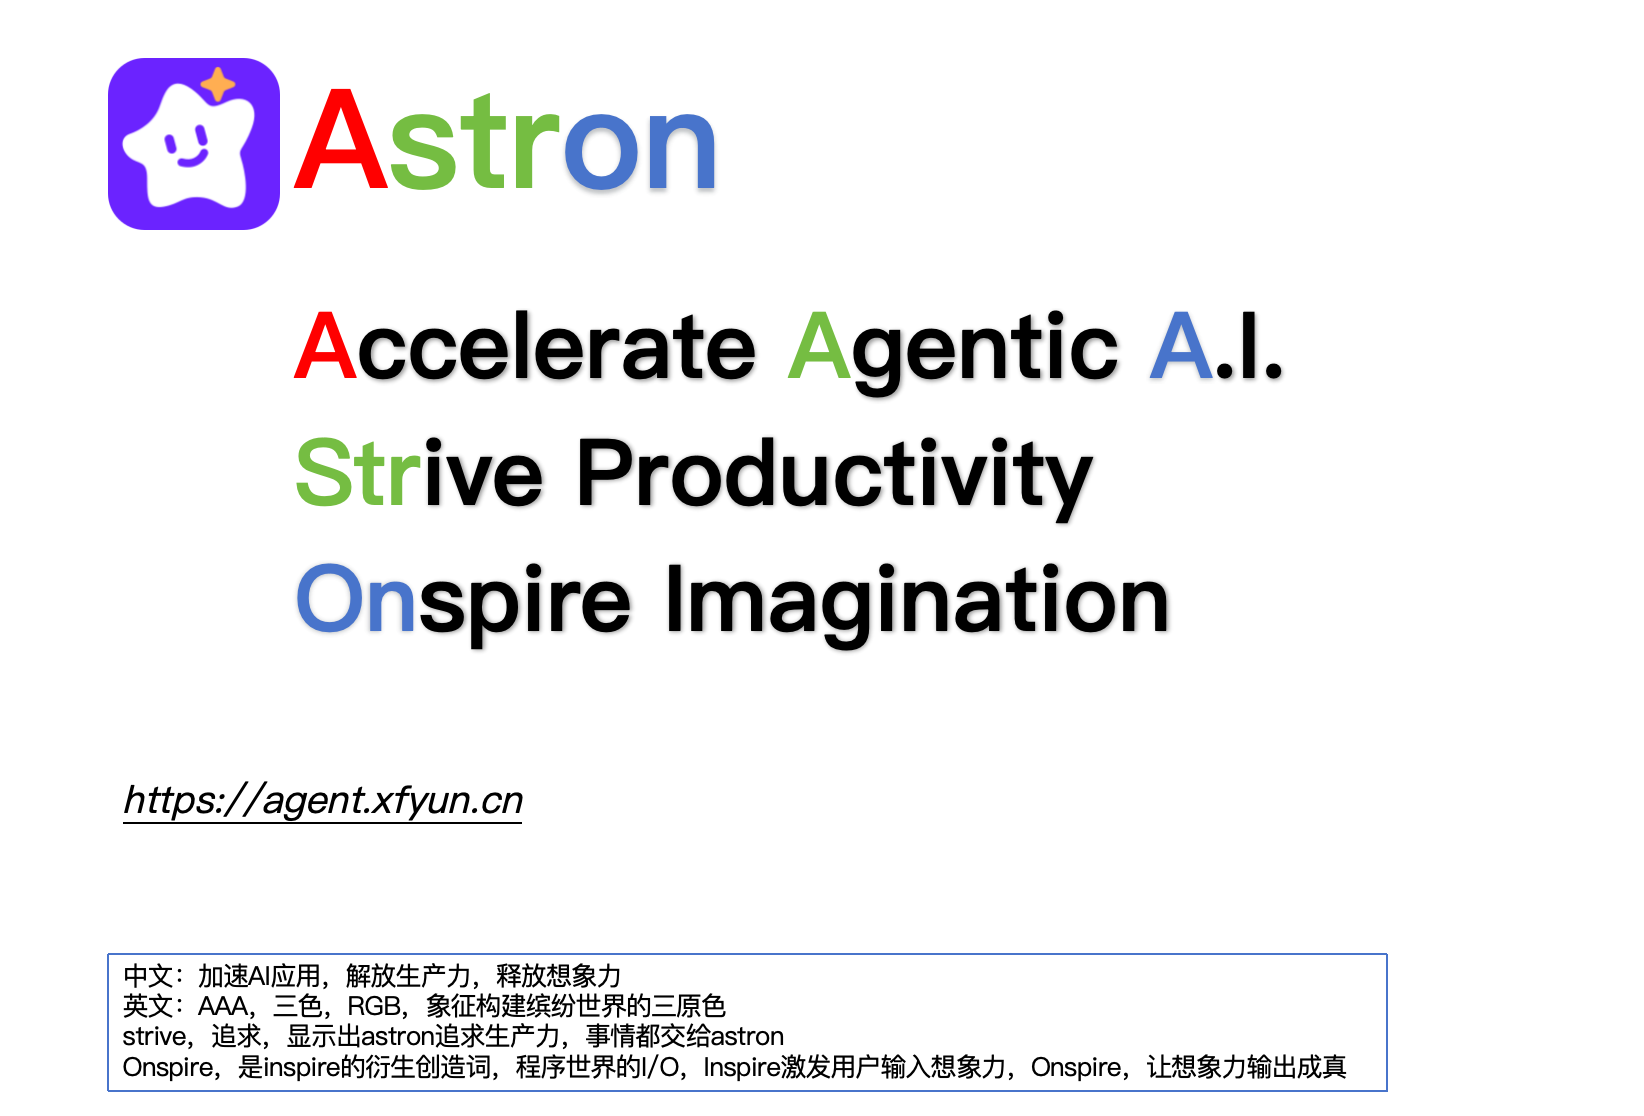 Astron
Accelerate Agentic A.I.
Strive Productivity
Onspire Imagination
https://agent.xfyun.cn
中文：加速AI应用，解放生产力，释放想象力
英文：AAA，三色，RGB，象征构建缤纷世界的三原色
strive，追求，显示出astron追求生产力，事情都交给astron
Onspire，是inspire的衍生创造词，程序世界的I/O，Inspire激发用户输入想象力，Onspire，让想象力输出成真